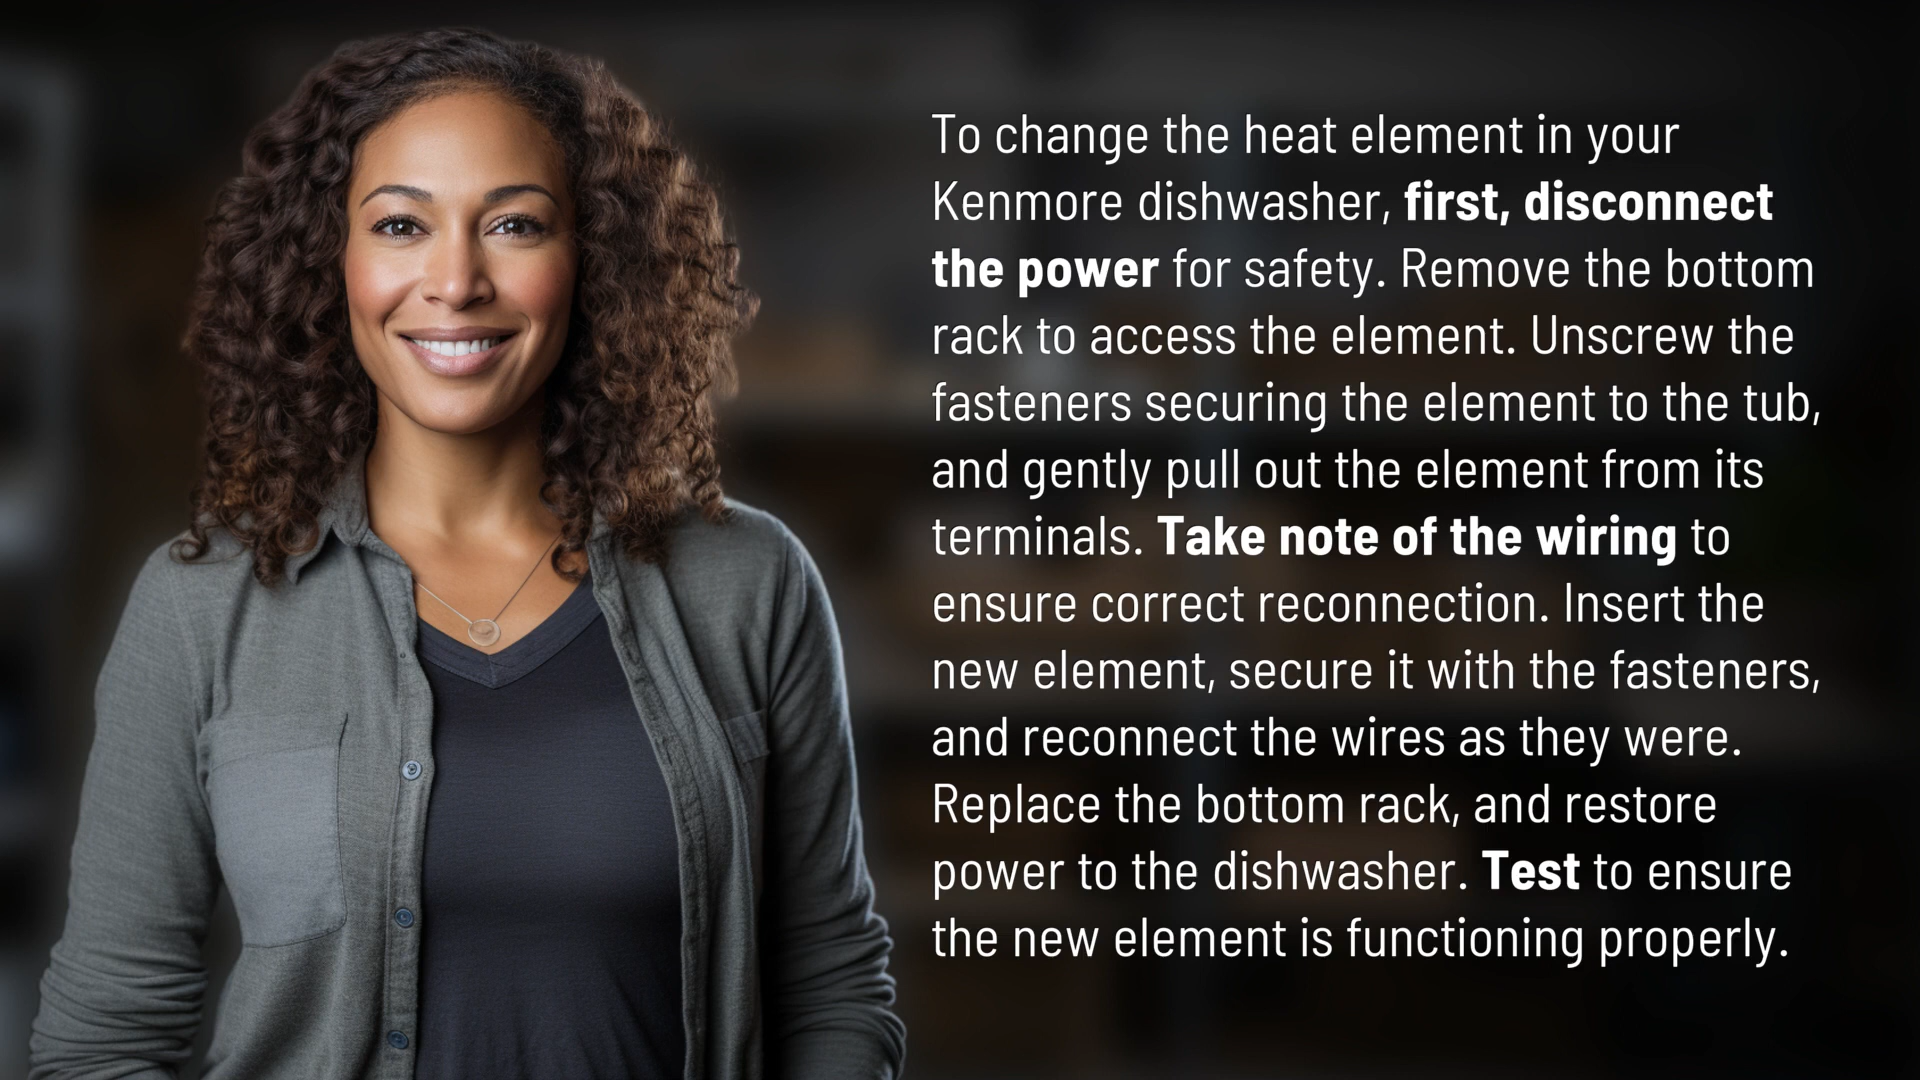 To change the heat element in your
Kenmore dishwasher, first, disconnect
the power for safety. Remove the bottom
rack to access the element. Unscrew the
fasteners securing the element to the tub,
and gently pull out the element from its
terminals. Take note of the wiring to
ensure correct reconnection. Insert the
new element, secure it with the fasteners,
and reconnect the wires as they were.
Replace the bottom rack, and restore
power to the dishwasher. Test to ensure
the new element is functioning properly.